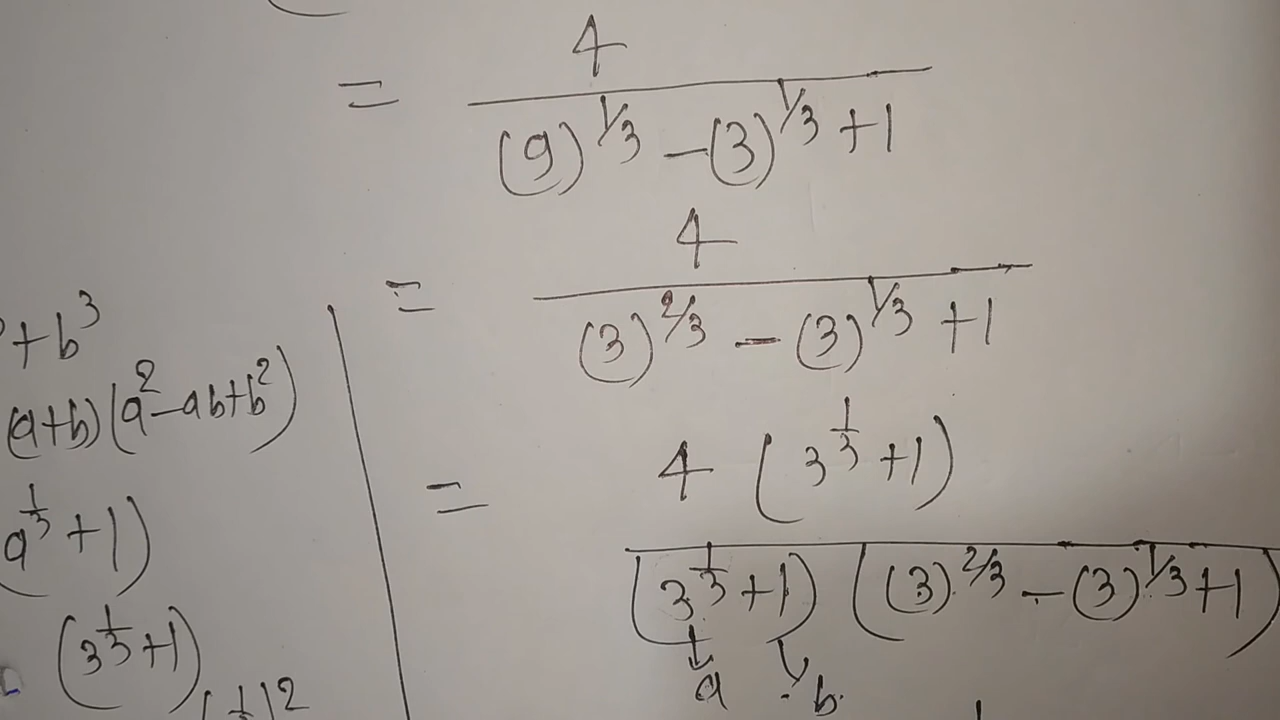 = 4 / ((9)^{1/3} - (3)^{1/3} + 1)
= 4 / ((3)^{2/3} - (3)^{1/3} + 1)
= 4 (3^{1/3} + 1) / ((3^{1/3} + 1) ((3)^{2/3} - (3)^{1/3} + 1))
a b
+ b^3
(a+b)(a^2 - ab + b^2)
(a^{1/3} + 1)
(3^{1/3} + 1)